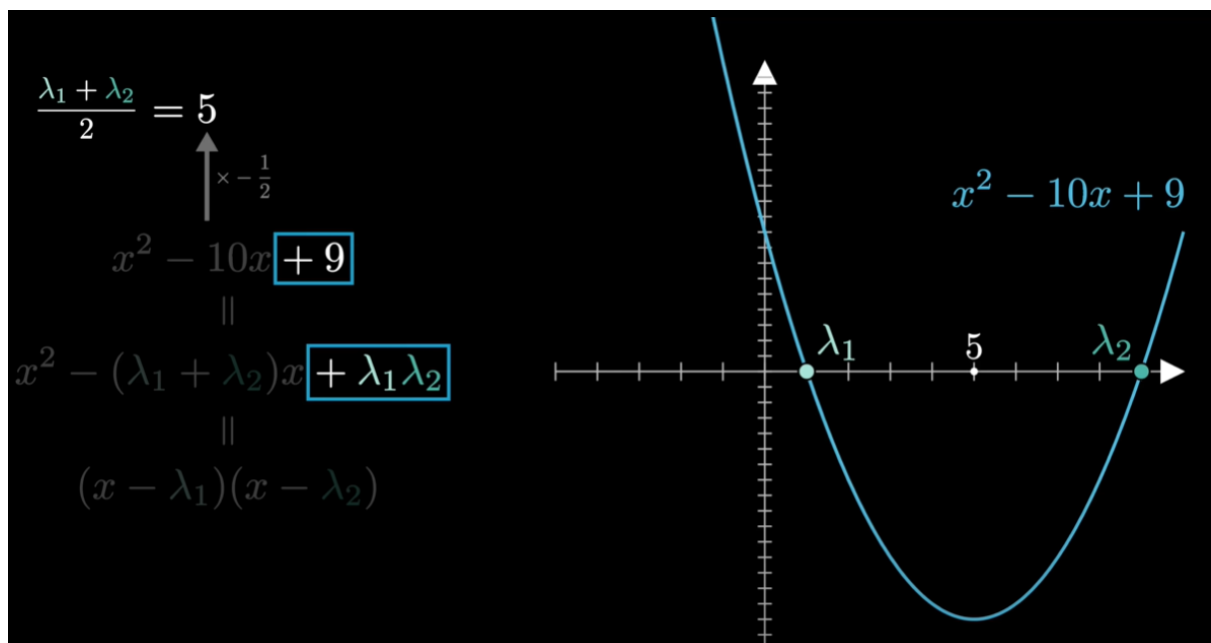 λ₁ + λ₂
―――― = 5
2
× − 1/2
x² − 10x + 9
||
x² − (λ₁ + λ₂)x + λ₁λ₂
||
(x − λ₁)(x − λ₂)
x² − 10x + 9
λ₁
5
λ₂